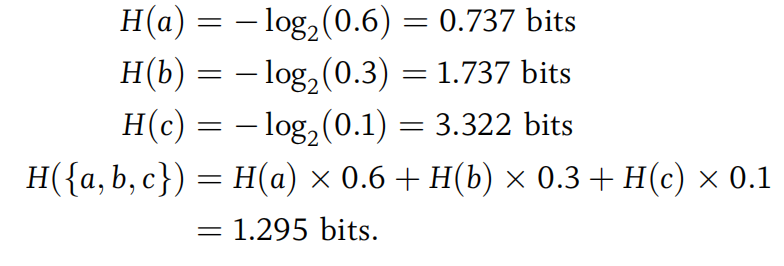 H(a) = − log₂(0.6) = 0.737 bits
H(b) = − log₂(0.3) = 1.737 bits
H(c) = − log₂(0.1) = 3.322 bits
H({a, b, c}) = H(a) × 0.6 + H(b) × 0.3 + H(c) × 0.1
= 1.295 bits.